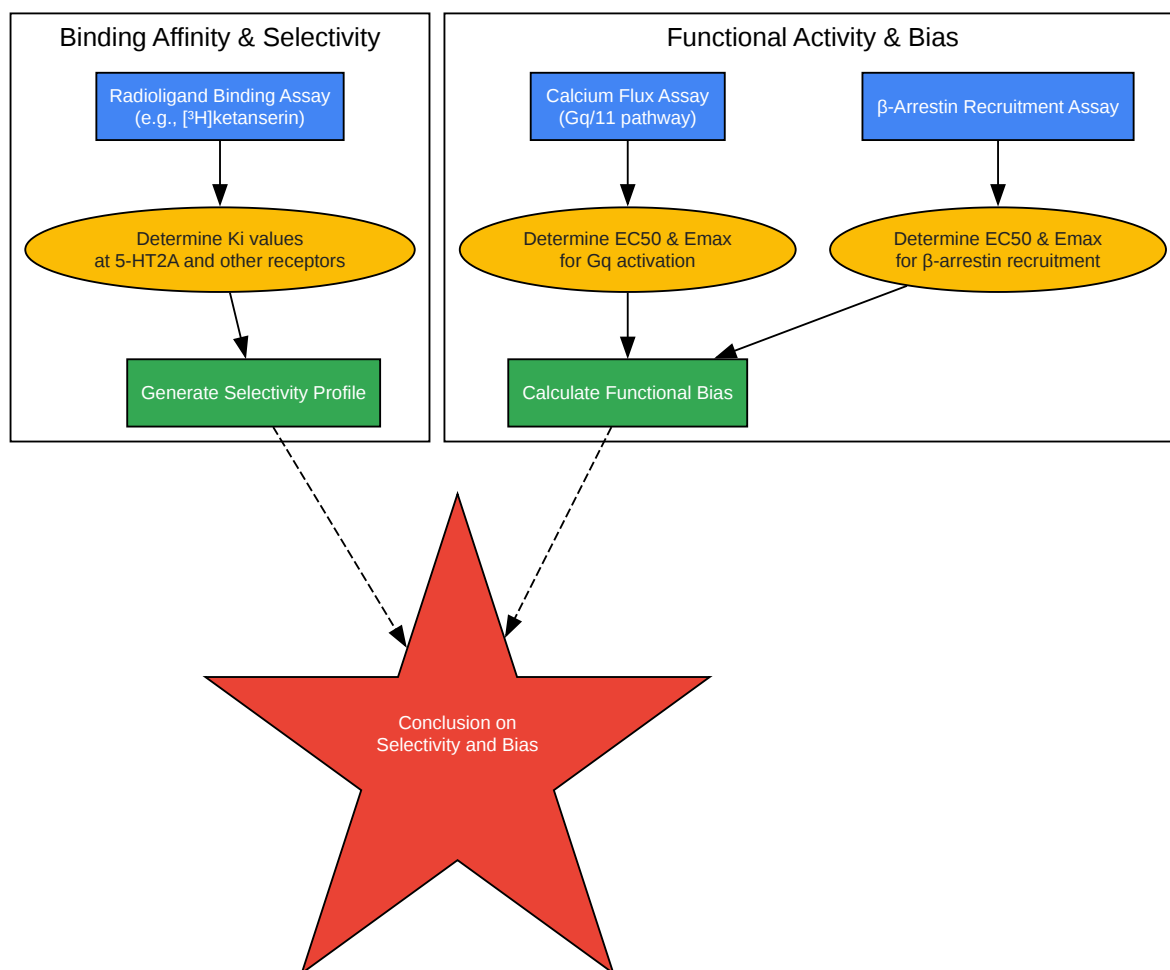 Binding Affinity & Selectivity
Radioligand Binding Assay
(e.g., [³H]ketanserin)
Determine Ki values
at 5-HT2A and other receptors
Generate Selectivity Profile
Functional Activity & Bias
Calcium Flux Assay
(Gq/11 pathway)
β-Arrestin Recruitment Assay
Determine EC50 & Emax
for Gq activation
Determine EC50 & Emax
for β-arrestin recruitment
Calculate Functional Bias
Conclusion on
Selectivity and Bias